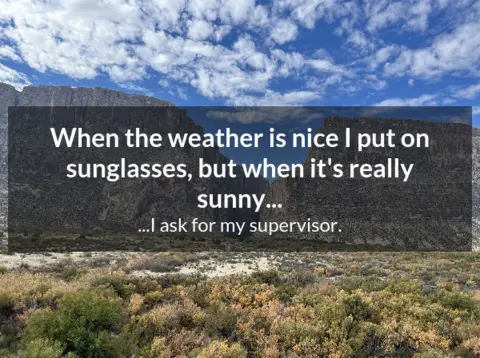 When the weather is nice I put on
sunglasses, but when it's really
sunny...
...I ask for my supervisor.